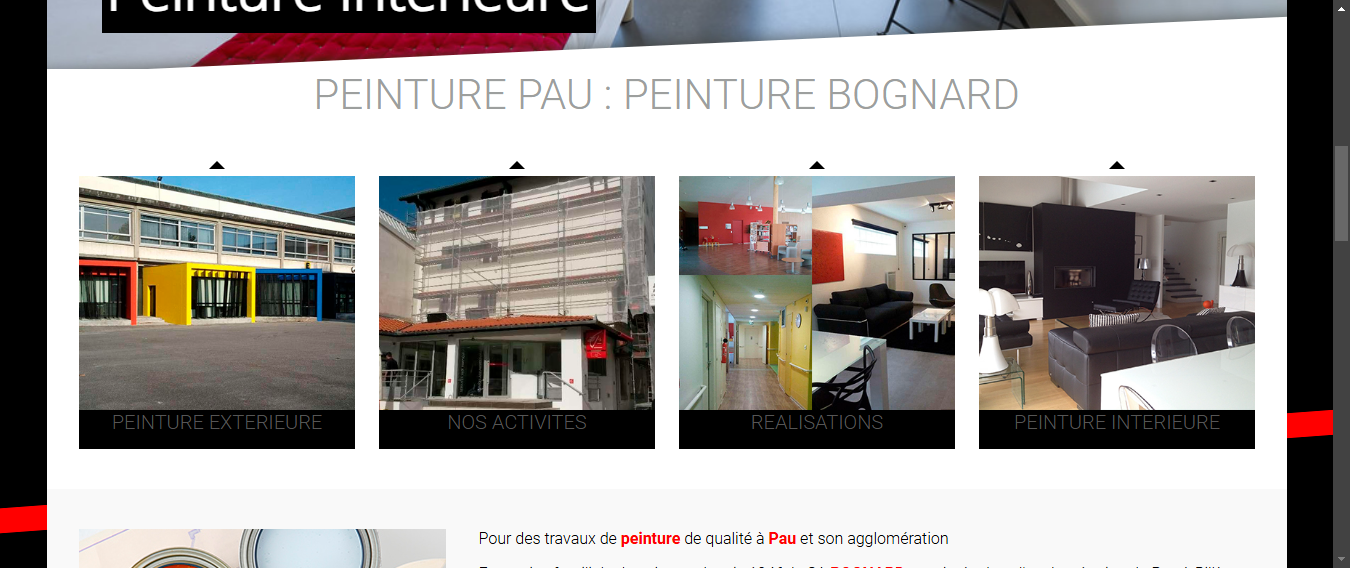 Peinture Intérieure
PEINTURE PAU : PEINTURE BOGNARD
PEINTURE EXTERIEURE
NOS ACTIVITES
REALISATIONS
PEINTURE INTERIEURE
Pour des travaux de peinture de qualité à Pau et son agglomération